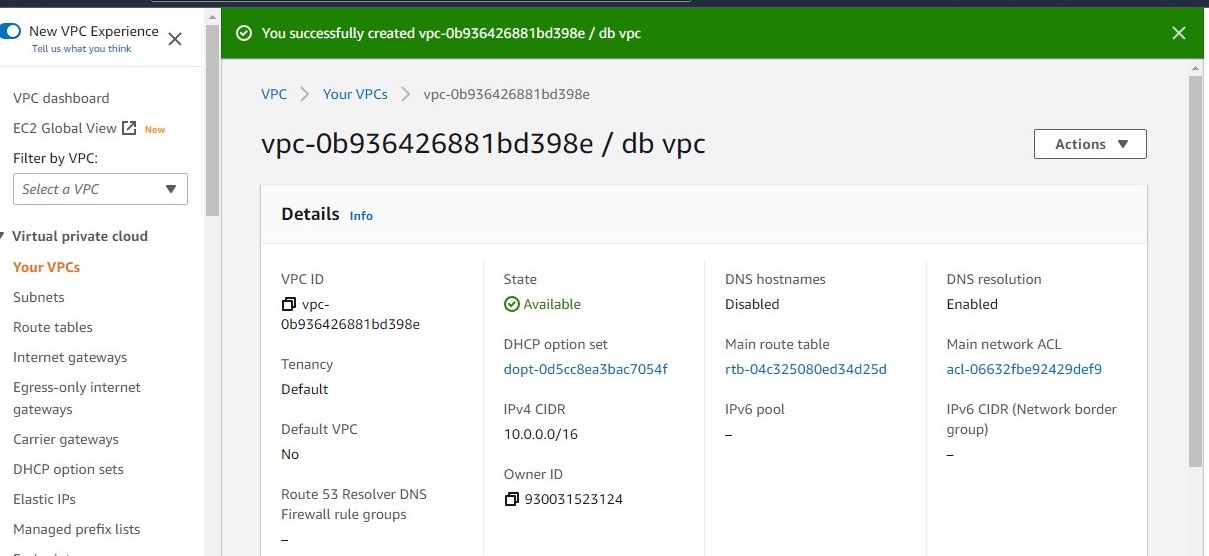 New VPC Experience
Tell us what you think
VPC dashboard
EC2 Global View New
Filter by VPC:
Select a VPC
Virtual private cloud
Your VPCs
Subnets
Route tables
Internet gateways
Egress-only internet
gateways
Carrier gateways
DHCP option sets
Elastic IPs
Managed prefix lists
You successfully created vpc-0b936426881bd398e / db vpc
VPC > Your VPCs > vpc-0b936426881bd398e
vpc-0b936426881bd398e / db vpc
Actions
Details Info
VPC ID
vpc-
0b936426881bd398e
Tenancy
Default
Default VPC
No
Route 53 Resolver DNS
Firewall rule groups
–
State
Available
DHCP option set
dopt-0d5cc8ea3bac7054f
IPv4 CIDR
10.0.0.0/16
Owner ID
930031523124
DNS hostnames
Disabled
Main route table
rtb-04c325080ed34d25d
IPv6 pool
–
DNS resolution
Enabled
Main network ACL
acl-06632fbe92429def9
IPv6 CIDR (Network border
group)
–